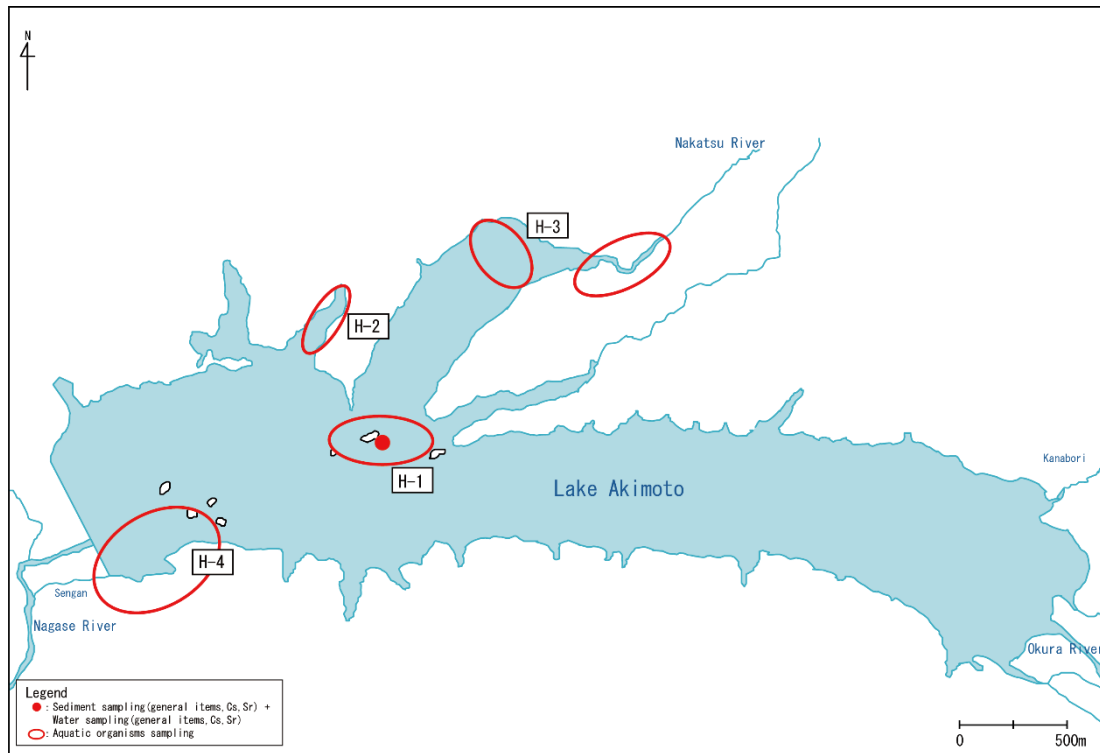 N
Nakatsu River
H-3
H-2
H-1
Lake Akimoto
Kanabori
H-4
Sengan
Nagase River
Okura River
Legend
: Sediment sampling(general items,Cs,Sr) +
Water sampling(general items,Cs,Sr)
: Aquatic organisms sampling
0 500m